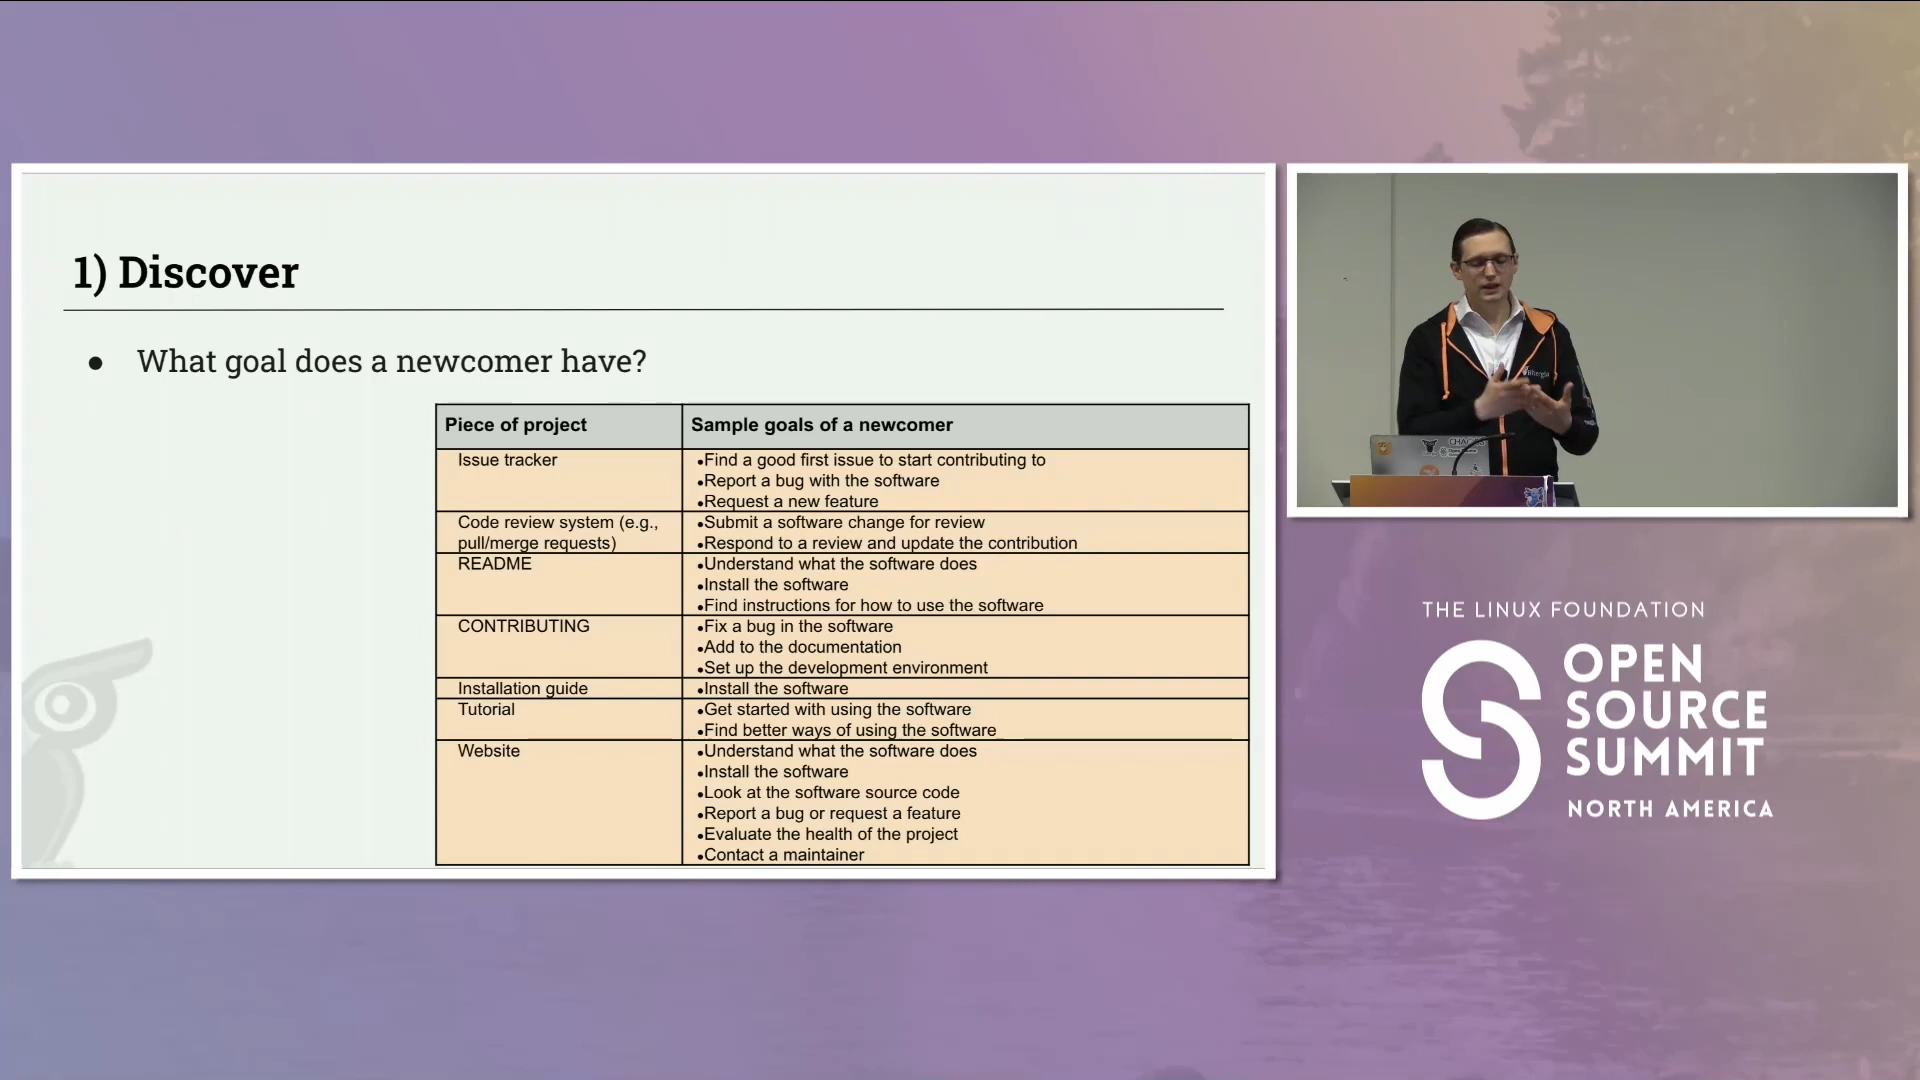 1) Discover
● What goal does a newcomer have?
Piece of project
Sample goals of a newcomer
Issue tracker
•Find a good first issue to start contributing to
•Report a bug with the software
•Request a new feature
Code review system (e.g.,
pull/merge requests)
•Submit a software change for review
•Respond to a review and update the contribution
README
•Understand what the software does
•Install the software
•Find instructions for how to use the software
CONTRIBUTING
•Fix a bug in the software
•Add to the documentation
•Set up the development environment
Installation guide
•Install the software
Tutorial
•Get started with using the software
•Find better ways of using the software
Website
•Understand what the software does
•Install the software
•Look at the software source code
•Report a bug or request a feature
•Evaluate the health of the project
•Contact a maintainer
THE LINUX FOUNDATION
OPEN
SOURCE
SUMMIT
NORTH AMERICA